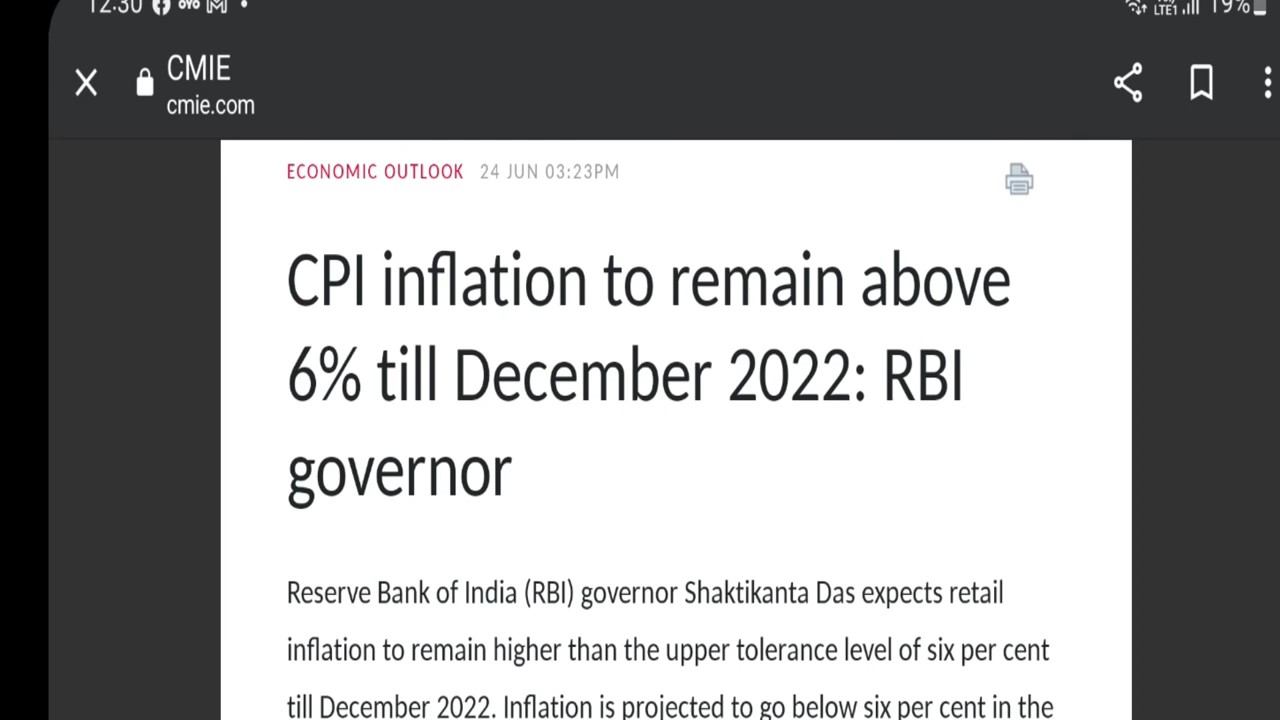 12:30
LTE1 19%
CMIE
cmie.com
ECONOMIC OUTLOOK 24 JUN 03:23PM
CPI inflation to remain above
6% till December 2022: RBI
governor
Reserve Bank of India (RBI) governor Shaktikanta Das expects retail
inflation to remain higher than the upper tolerance level of six per cent
till December 2022. Inflation is projected to go below six per cent in the